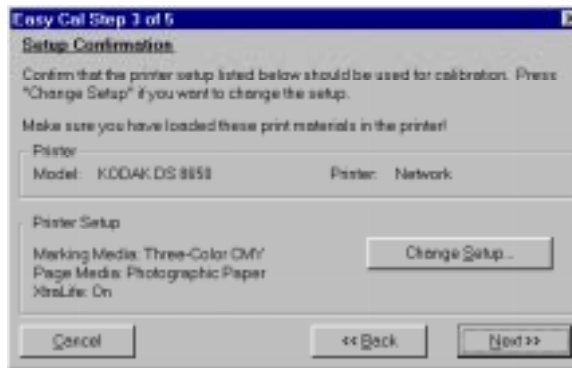 Easy Cal Step 3 of 5
Setup Confirmation
Confirm that the printer setup listed below should be used for calibration. Press
"Change Setup" if you want to change the setup.
Make sure you have loaded these print materials in the printer!
Printer
Model: KODAK DS 8650 Printer: Network
Printer Setup
Marking Media: Three-Color CMY
Page Media: Photographic Paper
XtraLife: On
Change Setup...
Cancel
<< Back
Next >>